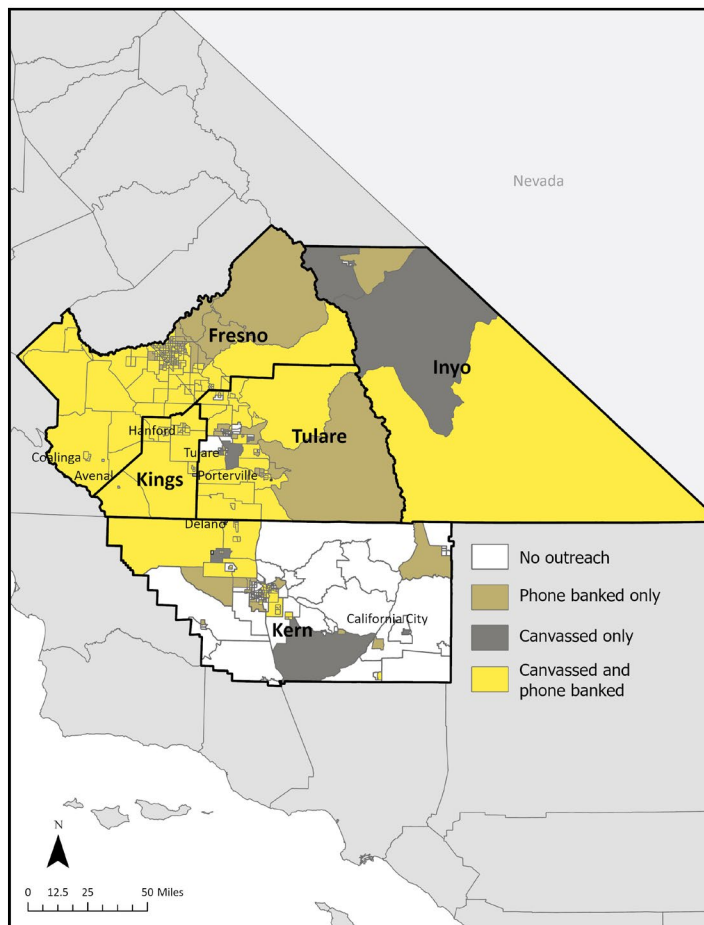 Nevada
Fresno
Inyo
Hanford
Tulare
Coalinga
Tulare
Avenal
Kings
Porterville
Delano
No outreach
Phone banked only
California City
Kern
Canvassed only
Canvassed and
phone banked
N
0 12.5 25 50 Miles